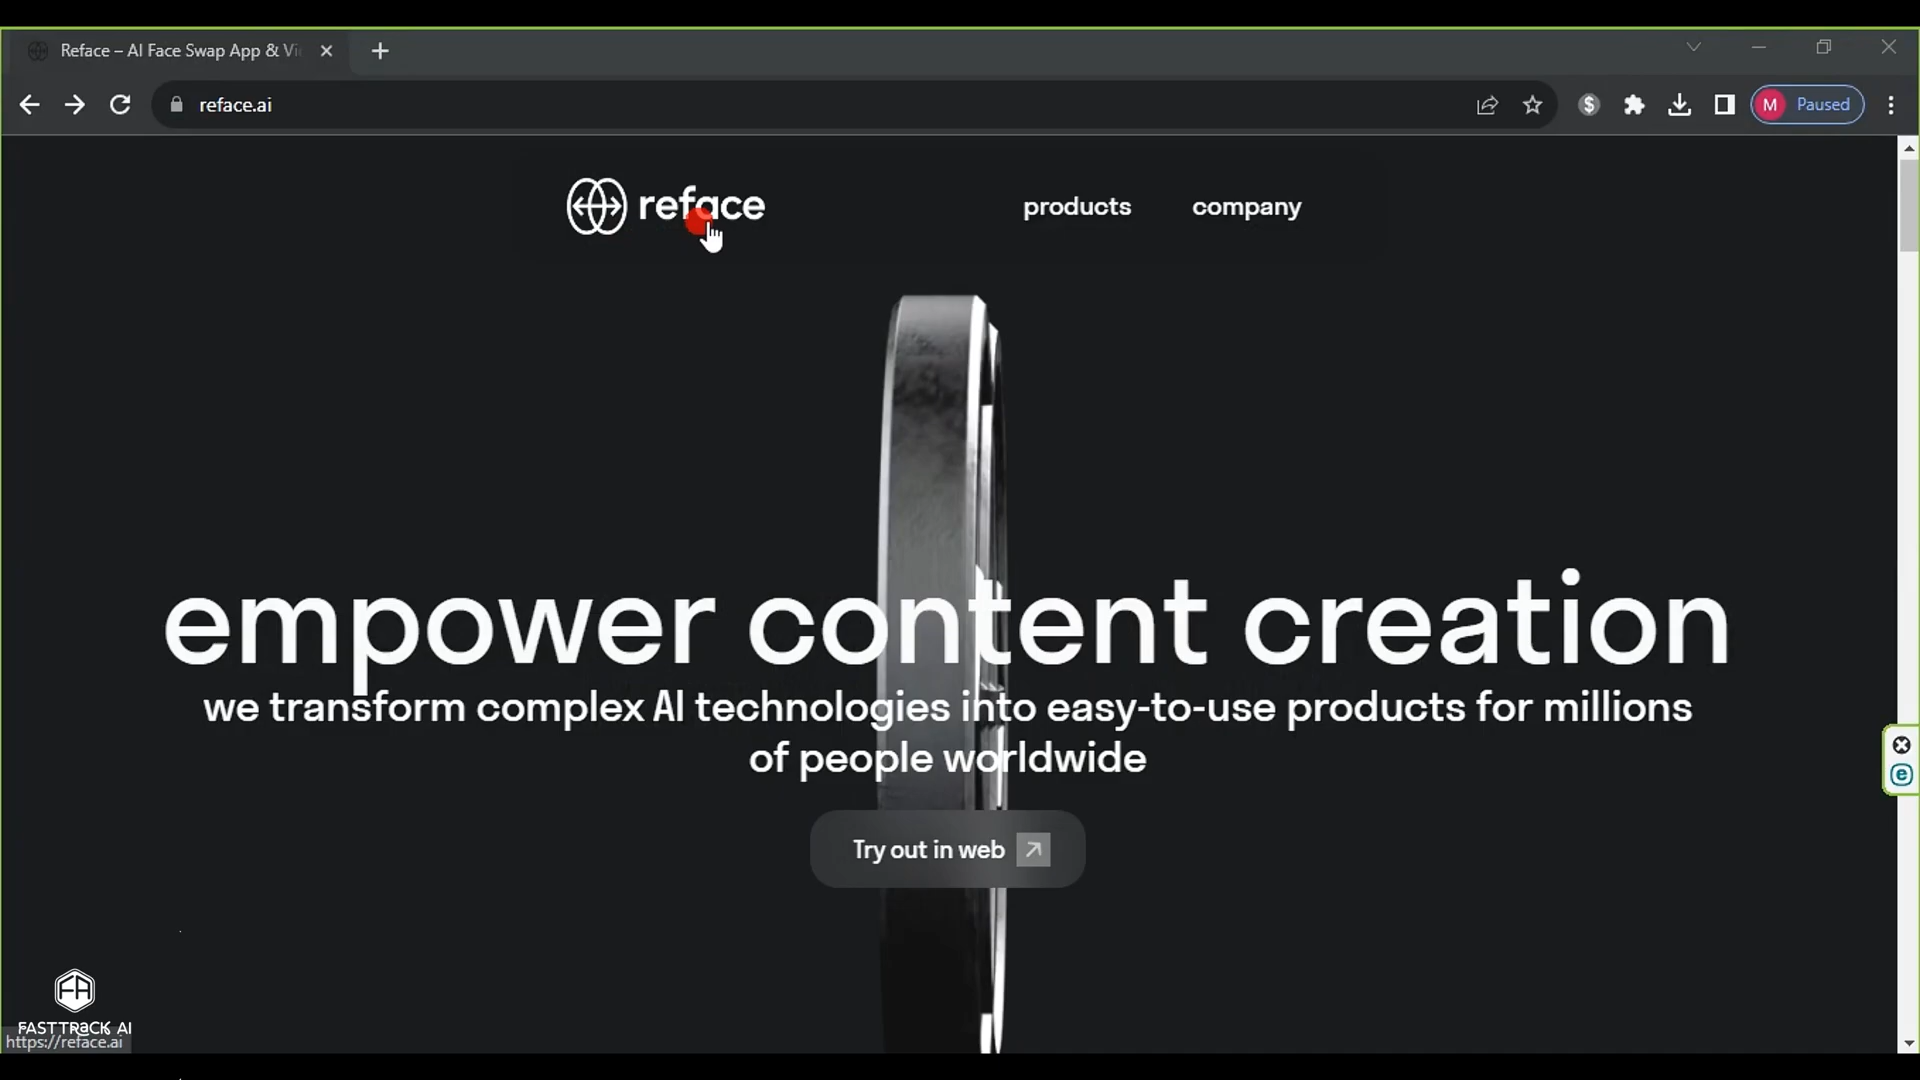 Reface – AI Face Swap App & Vi
reface.ai
$
M Paused
reface
products
company
empower content creation
we transform complex AI technologies into easy-to-use products for millions
of people worldwide
Try out in web
e
FA
FASTTRACK AI
https://reface.ai